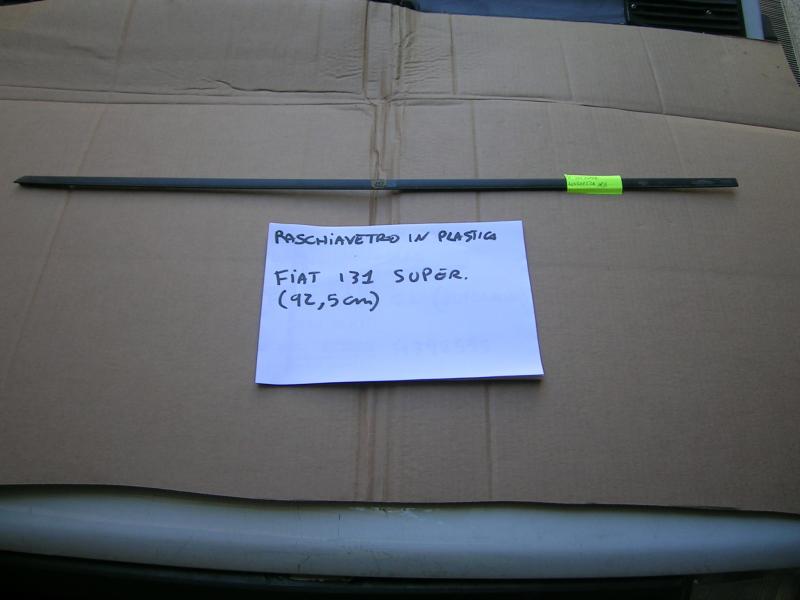 RASCHIAVETRO IN PLASTICA
FIAT 131 SUPER.
(92,5cm)